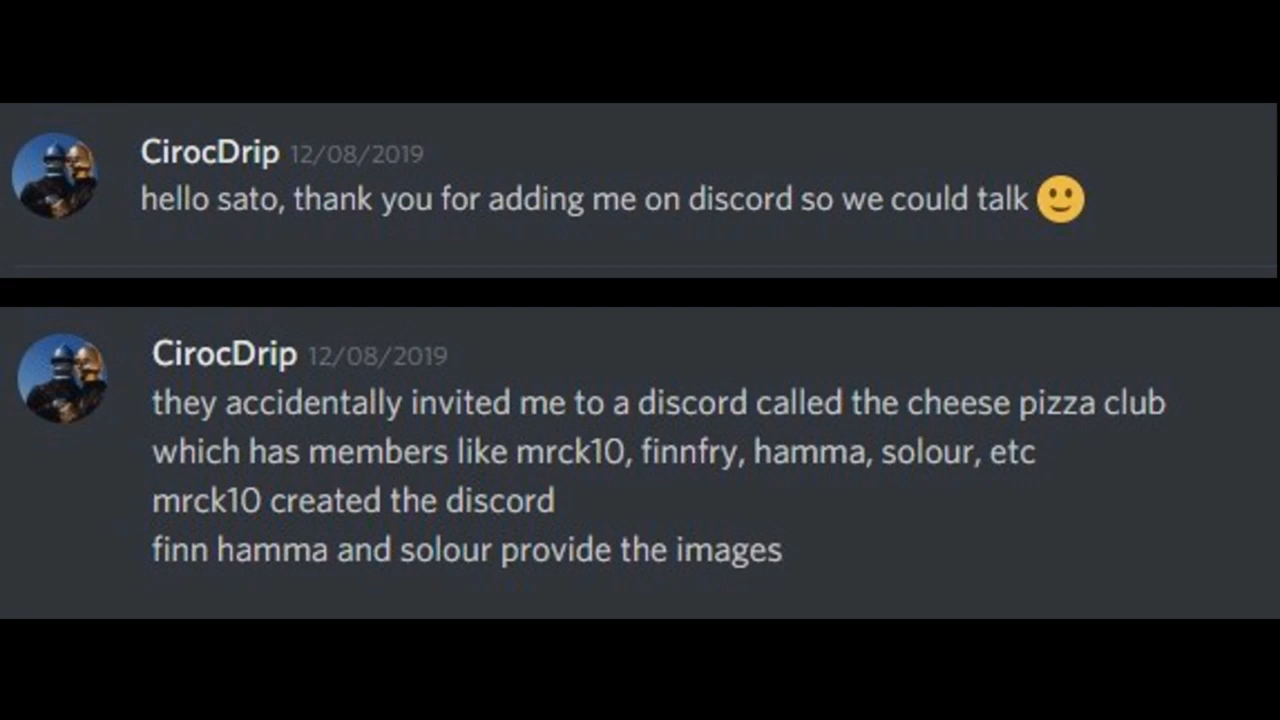 CirocDrip 12/08/2019
hello sato, thank you for adding me on discord so we could talk 🙂
CirocDrip 12/08/2019
they accidentally invited me to a discord called the cheese pizza club
which has members like mrck10, finnfry, hamma, solour, etc
mrck10 created the discord
finn hamma and solour provide the images